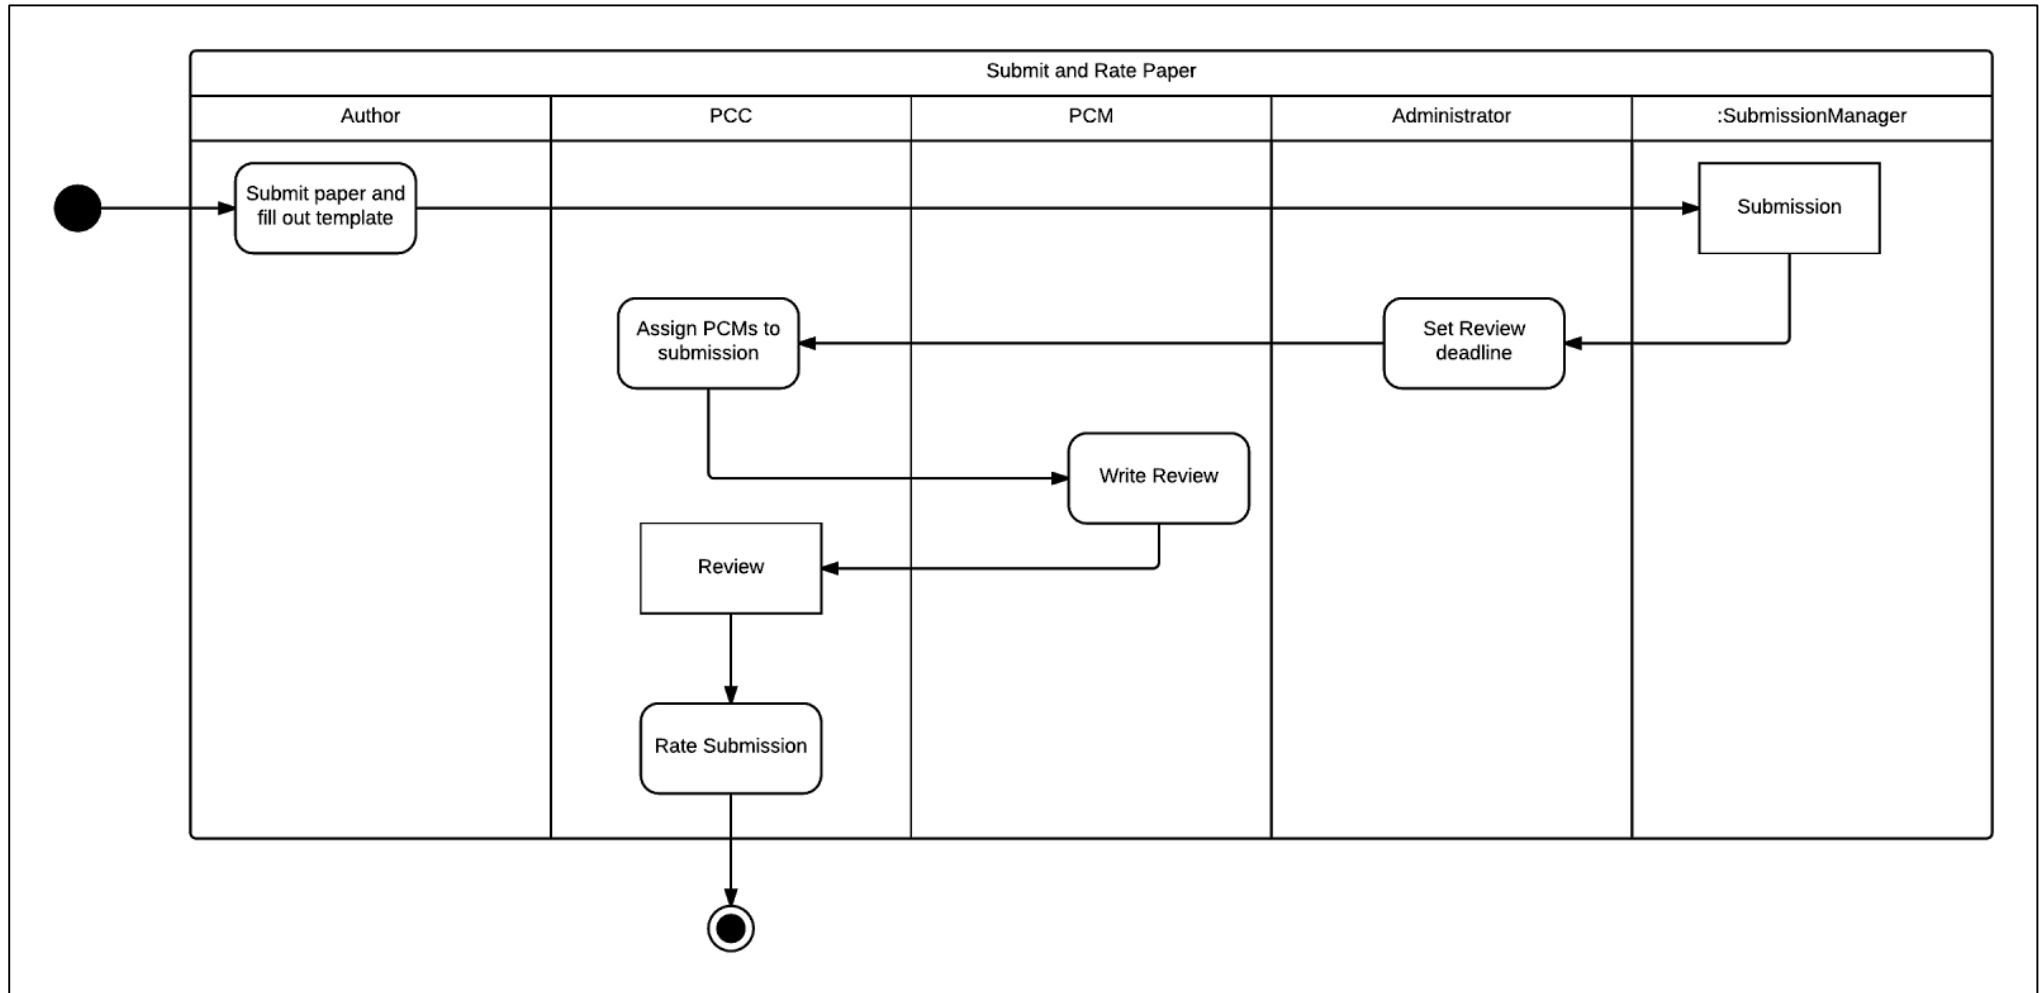 Submit and Rate Paper
Author
PCC
PCM
Administrator
:SubmissionManager
Submit paper and
fill out template
Submission
Assign PCMs to
submission
Set Review
deadline
Write Review
Review
Rate Submission